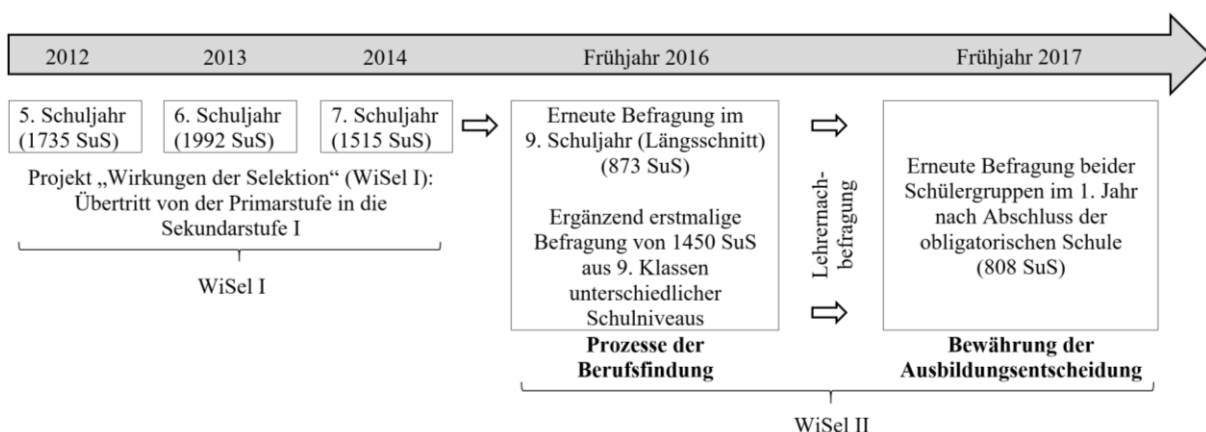 2012
2013
2014
Frühjahr 2016
Frühjahr 2017
5. Schuljahr
(1735 SuS)
6. Schuljahr
(1992 SuS)
7. Schuljahr
(1515 SuS)
Projekt „Wirkungen der Selektion“ (WiSel I):
Übertritt von der Primarstufe in die
Sekundarstufe I
WiSel I
Erneute Befragung im
9. Schuljahr (Längsschnitt)
(873 SuS)
Ergänzend erstmalige
Befragung von 1450 SuS
aus 9. Klassen
unterschiedlicher
Schulniveaus
Prozesse der
Berufsfindung
Lehrernach-
befragung
Erneute Befragung beider
Schülergruppen im 1. Jahr
nach Abschluss der
obligatorischen Schule
(808 SuS)
Bewährung der
Ausbildungsentscheidung
WiSel II